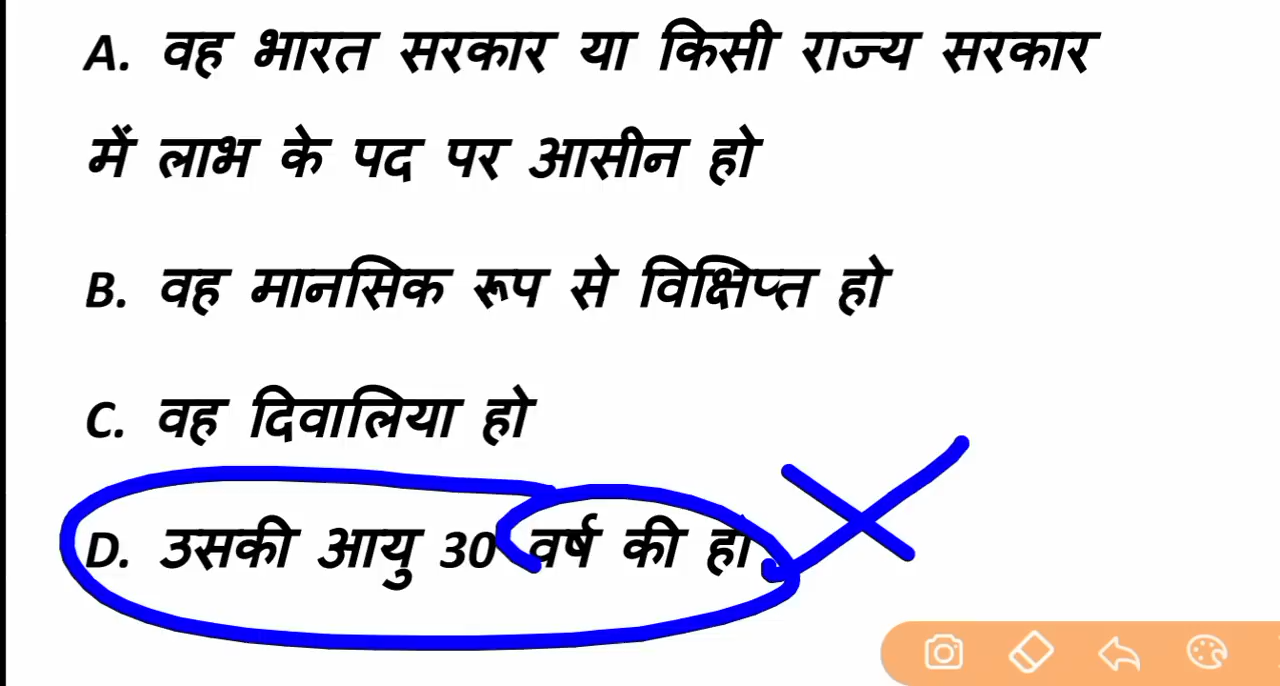 A. वह भारत सरकार या किसी राज्य सरकार
में लाभ के पद पर आसीन हो
B. वह मानसिक रूप से विक्षिप्त हो
C. वह दिवालिया हो
D. उसकी आयु 30 वर्ष की हो